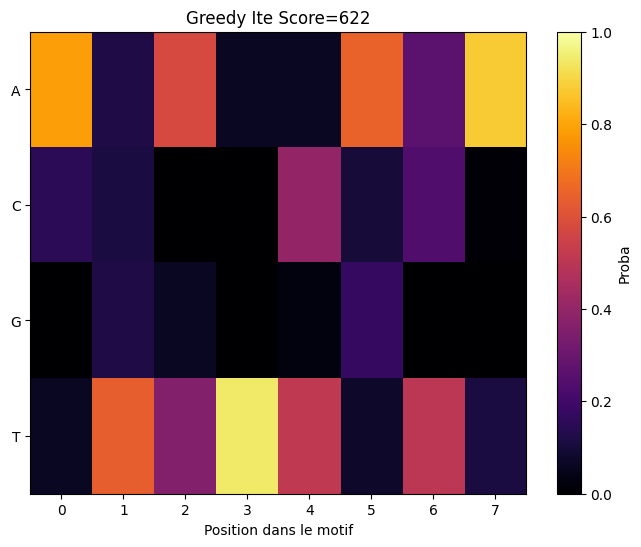 Greedy Ite Score=622
A
C
G
T
0 1 2 3 4 5 6 7
Position dans le motif
1.0
0.8
0.6
0.4
0.2
0.0
Proba